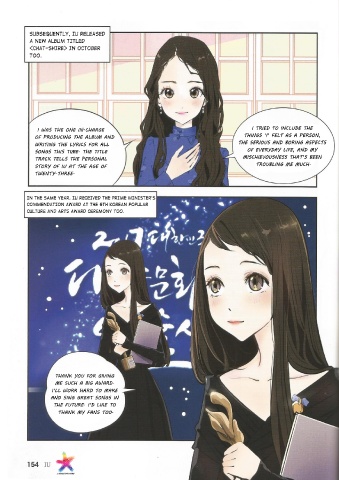 SUBSEQUENTLY, IU RELEASED
A NEW ALBUM TITLED
<CHAT-SHIRE> IN OCTOBER
TOO.
I WAS THE ONE IN-CHARGE
OF PRODUCING THE ALBUM AND
WRITING THE LYRICS FOR ALL
SONGS THIS TIME. THE TITLE
TRACK TELLS THE PERSONAL
STORY OF IU AT THE AGE OF
TWENTY-THREE.
I TRIED TO INCLUDE THE
THINGS 'I' FELT AS A PERSON,
THE SERIOUS AND BORING ASPECTS
OF EVERYDAY LIFE, AND MY
MISCHIEVOUSNESS THAT'S BEEN
TROUBLING ME MUCH.
IN THE SAME YEAR, IU RECEIVED THE PRIME MINISTER'S
COMMENDATION AWARD AT THE 6TH KOREAN POPULAR
CULTURE AND ARTS AWARD CEREMONY TOO.
대한민국
문화
THANK YOU FOR GIVING
ME SUCH A BIG AWARD.
I'LL WORK HARD TO MAKE
AND SING GREAT SONGS IN
THE FUTURE. I'D LIKE TO
THANK MY FANS TOO.
154 IU